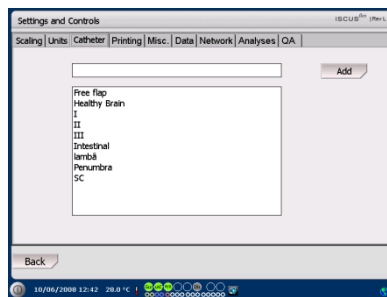 Settings and Controls
ISCUS
Scaling Units Catheter Printing Misc. Data Network Analyses QA
Add
Free flap
Healthy Brain
I
II
III
Intestinal
lambå
Penumbra
SC
Back
10/06/2008 12:42 28.0 °C